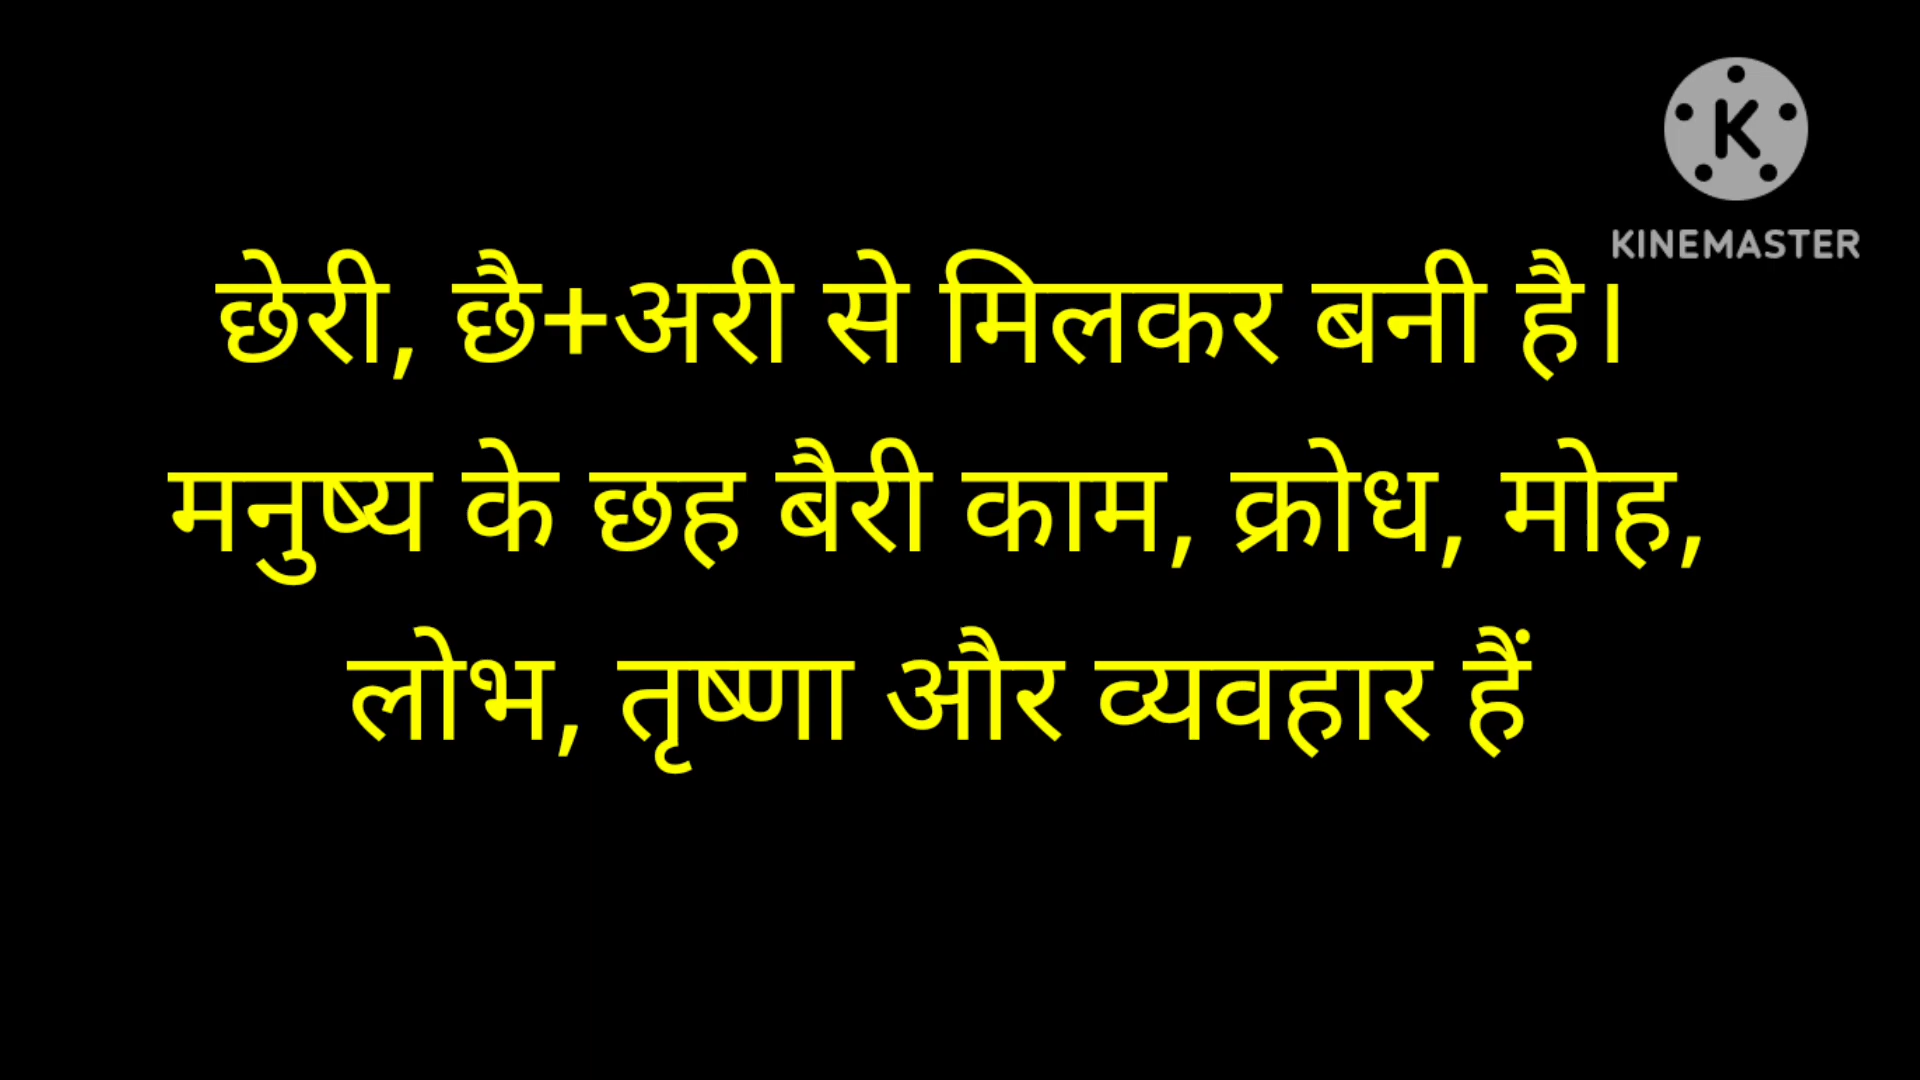 KINEMASTER
छेरी, छै+अरी से मिलकर बनी है।
मनुष्य के छह बैरी काम, क्रोध, मोह,
लोभ, तृष्णा और व्यवहार हैं